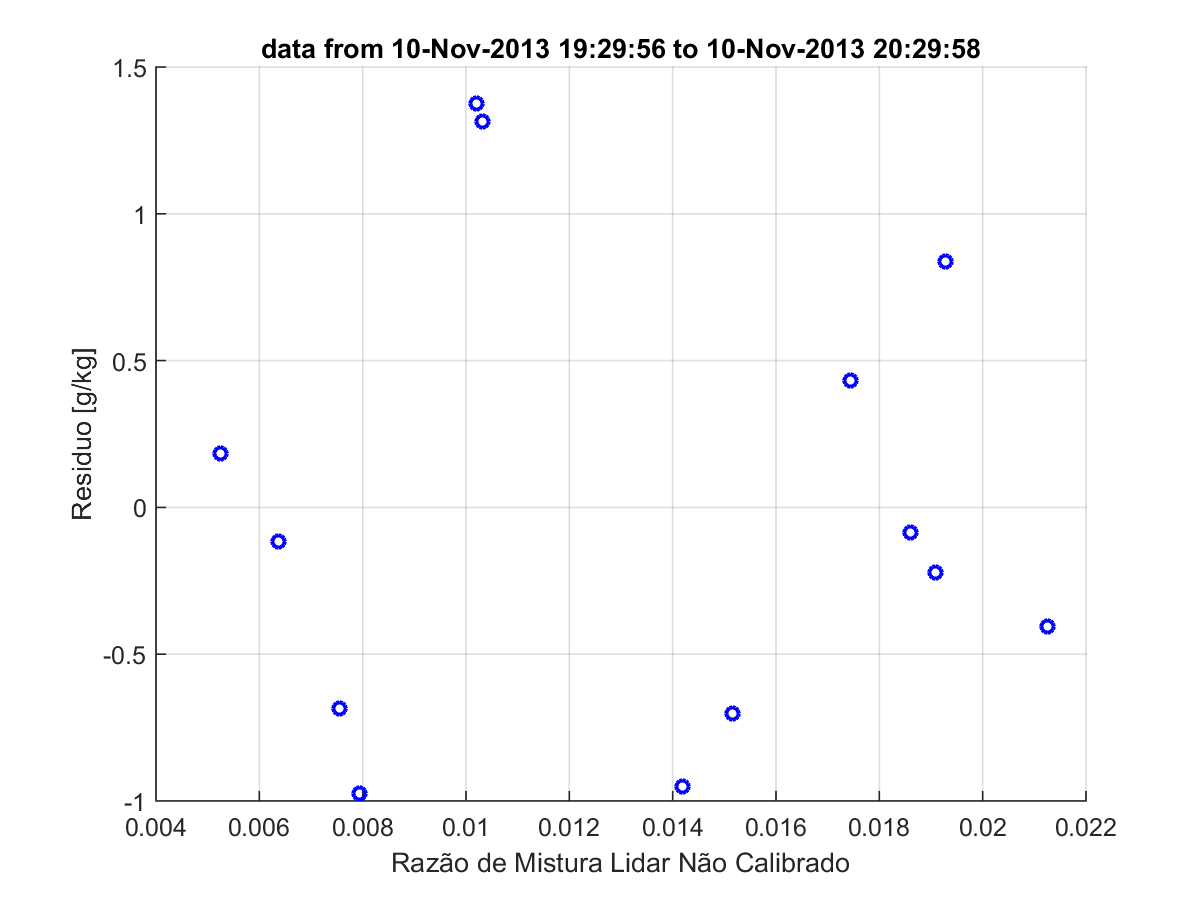 data from 10-Nov-2013 19:29:56 to 10-Nov-2013 20:29:58
1.5
1
0.5
0
-0.5
-1
Residuo [g/kg]
0.004 0.006 0.008 0.01 0.012 0.014 0.016 0.018 0.02 0.022
Razão de Mistura Lidar Não Calibrado